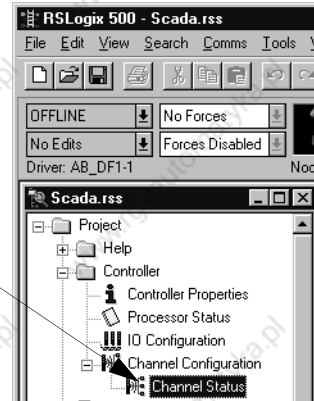 RSLogix 500 - Scada.rss
File Edit View Search Comms Tools
OFFLINE No Forces
No Edits Forces Disabled
Driver: AB_DF1-1
Scada.rss
Project
Help
Controller
Controller Properties
Processor Status
IO Configuration
Channel Configuration
Channel Status